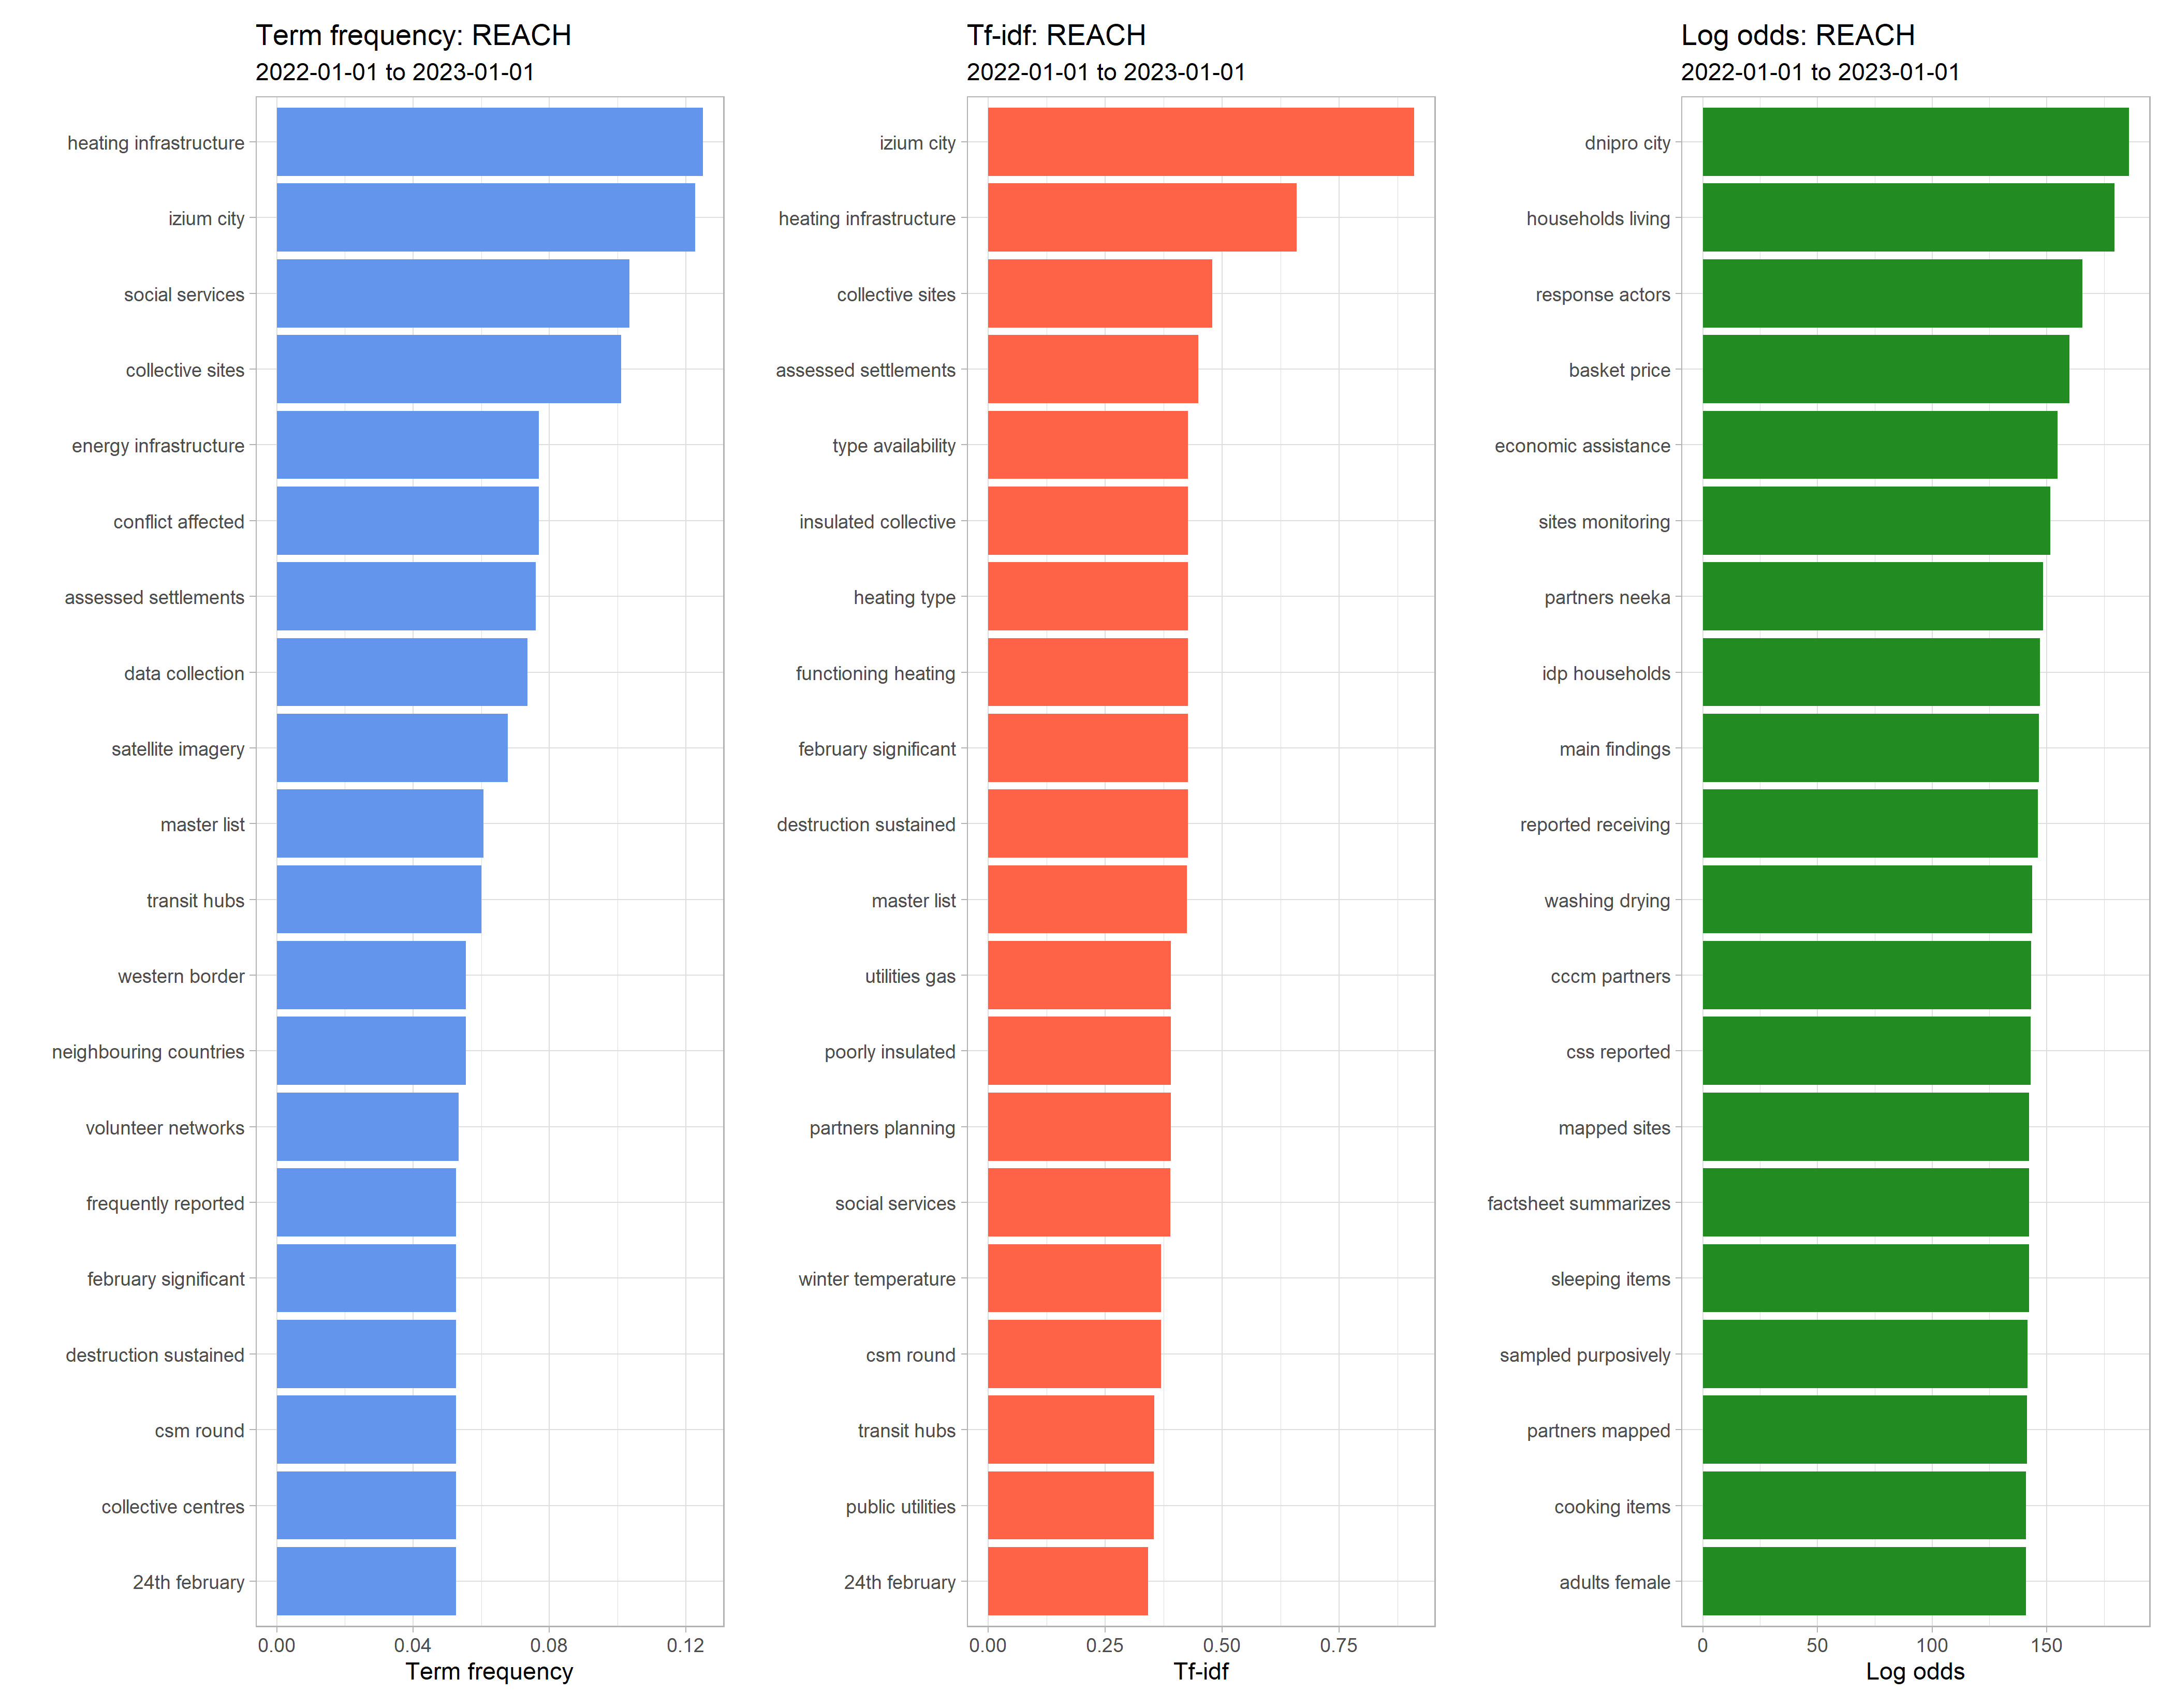 Term frequency: REACH
2022-01-01 to 2023-01-01
heating infrastructure
izium city
social services
collective sites
energy infrastructure
conflict affected
assessed settlements
data collection
satellite imagery
master list
transit hubs
western border
neighbouring countries
volunteer networks
frequently reported
february significant
destruction sustained
csm round
collective centres
24th february
0.00 0.04 0.08 0.12
Term frequency
Tf-idf: REACH
2022-01-01 to 2023-01-01
izium city
heating infrastructure
collective sites
assessed settlements
type availability
insulated collective
heating type
functioning heating
february significant
destruction sustained
master list
utilities gas
poorly insulated
partners planning
social services
winter temperature
csm round
transit hubs
public utilities
24th february
0.00 0.25 0.50 0.75
Tf-idf
Log odds: REACH
2022-01-01 to 2023-01-01
dnipro city
households living
response actors
basket price
economic assistance
sites monitoring
partners neeka
idp households
main findings
reported receiving
washing drying
cccm partners
css reported
mapped sites
factsheet summarizes
sleeping items
sampled purposively
partners mapped
cooking items
adults female
0 50 100 150
Log odds